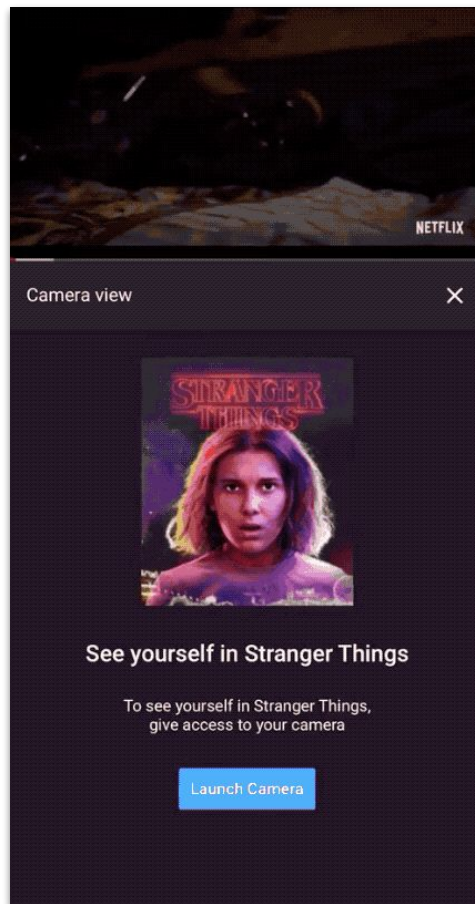 NETFLIX
Camera view
STRANGER
THINGS
See yourself in Stranger Things
To see yourself in Stranger Things,
give access to your camera
Launch Camera